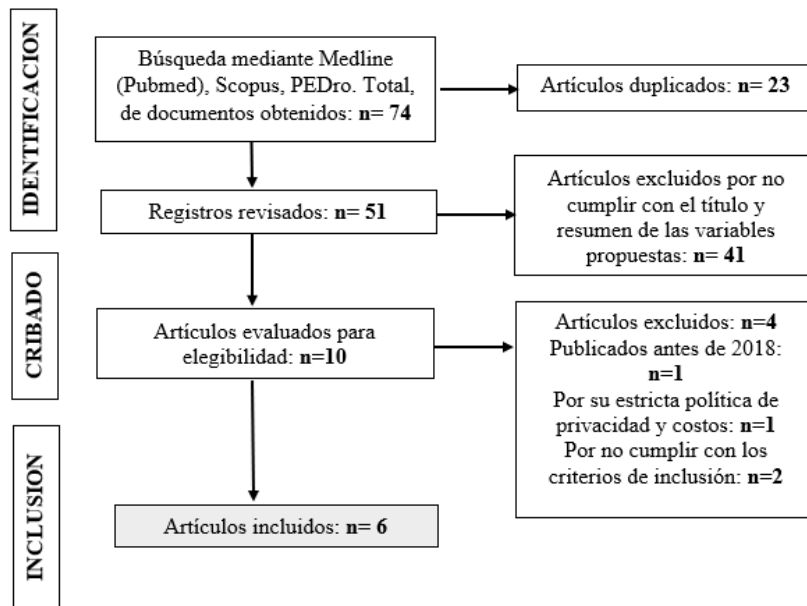 IDENTIFICACION
Búsqueda mediante Medline
(Pubmed), Scopus, PEDro. Total,
de documentos obtenidos: n= 74
Artículos duplicados: n= 23
Registros revisados: n= 51
Artículos excluidos por no
cumplir con el título y
resumen de las variables
propuestas: n= 41
CRIBADO
Artículos evaluados para
elegibilidad: n=10
Artículos excluidos: n=4
Publicados antes de 2018:
n=1
Por su estricta política de
privacidad y costos: n=1
Por no cumplir con los
criterios de inclusión: n=2
INCLUSION
Artículos incluidos: n= 6